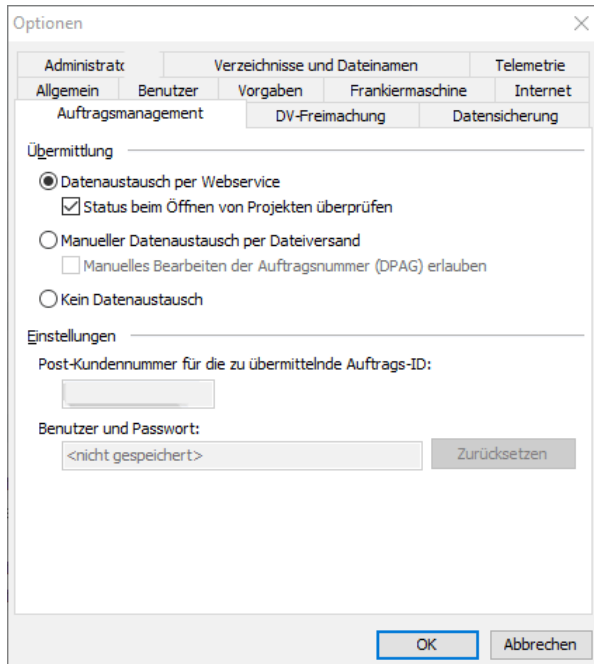 Optionen
Administrato Verzeichnisse und Dateinamen Telemetrie
Allgemein Benutzer Vorgaben Frankiermaschine Internet
Auftragsmanagement DV-Freimachung Datensicherung
Übermittlung
Datenaustausch per Webservice
Status beim Öffnen von Projekten überprüfen
Manueller Datenaustausch per Dateiversand
Manuelles Bearbeiten der Auftragsnummer (DPAG) erlauben
Kein Datenaustausch
Einstellungen
Post-Kundennummer für die zu übermittelnde Auftrags-ID:
Benutzer und Passwort:
<nicht gespeichert> Zurücksetzen
OK Abbrechen